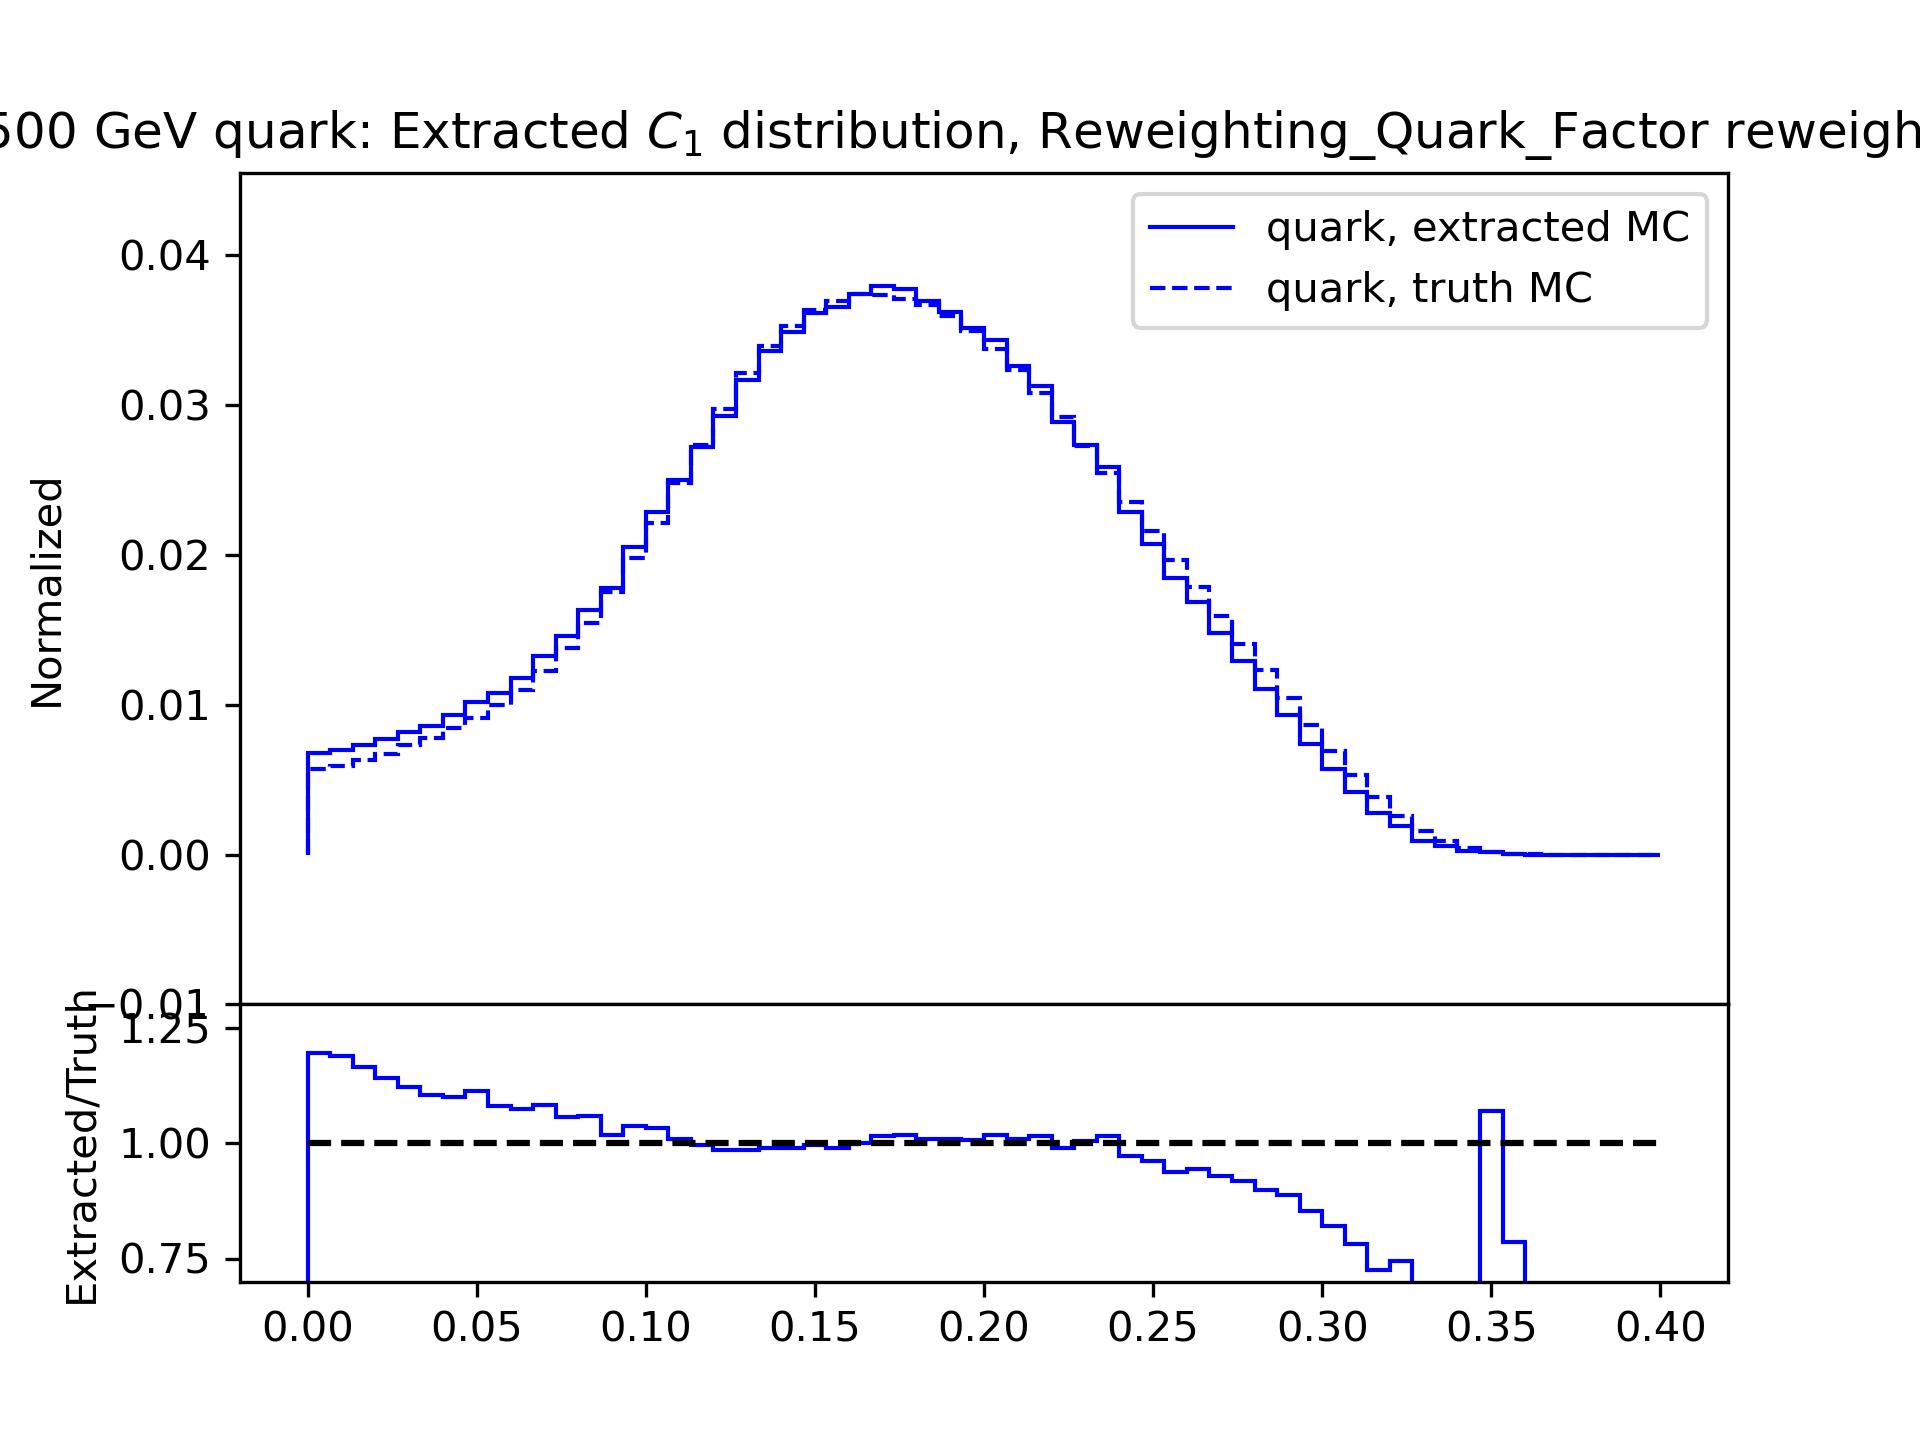 500 GeV quark: Extracted C₁ distribution, Reweighting_Quark_Factor reweigh
quark, extracted MC
quark, truth MC
Normalized
0.04
0.03
0.02
0.01
0.00
−0.01
Extracted/Truth
1.25
1.00
0.75
0.00 0.05 0.10 0.15 0.20 0.25 0.30 0.35 0.40